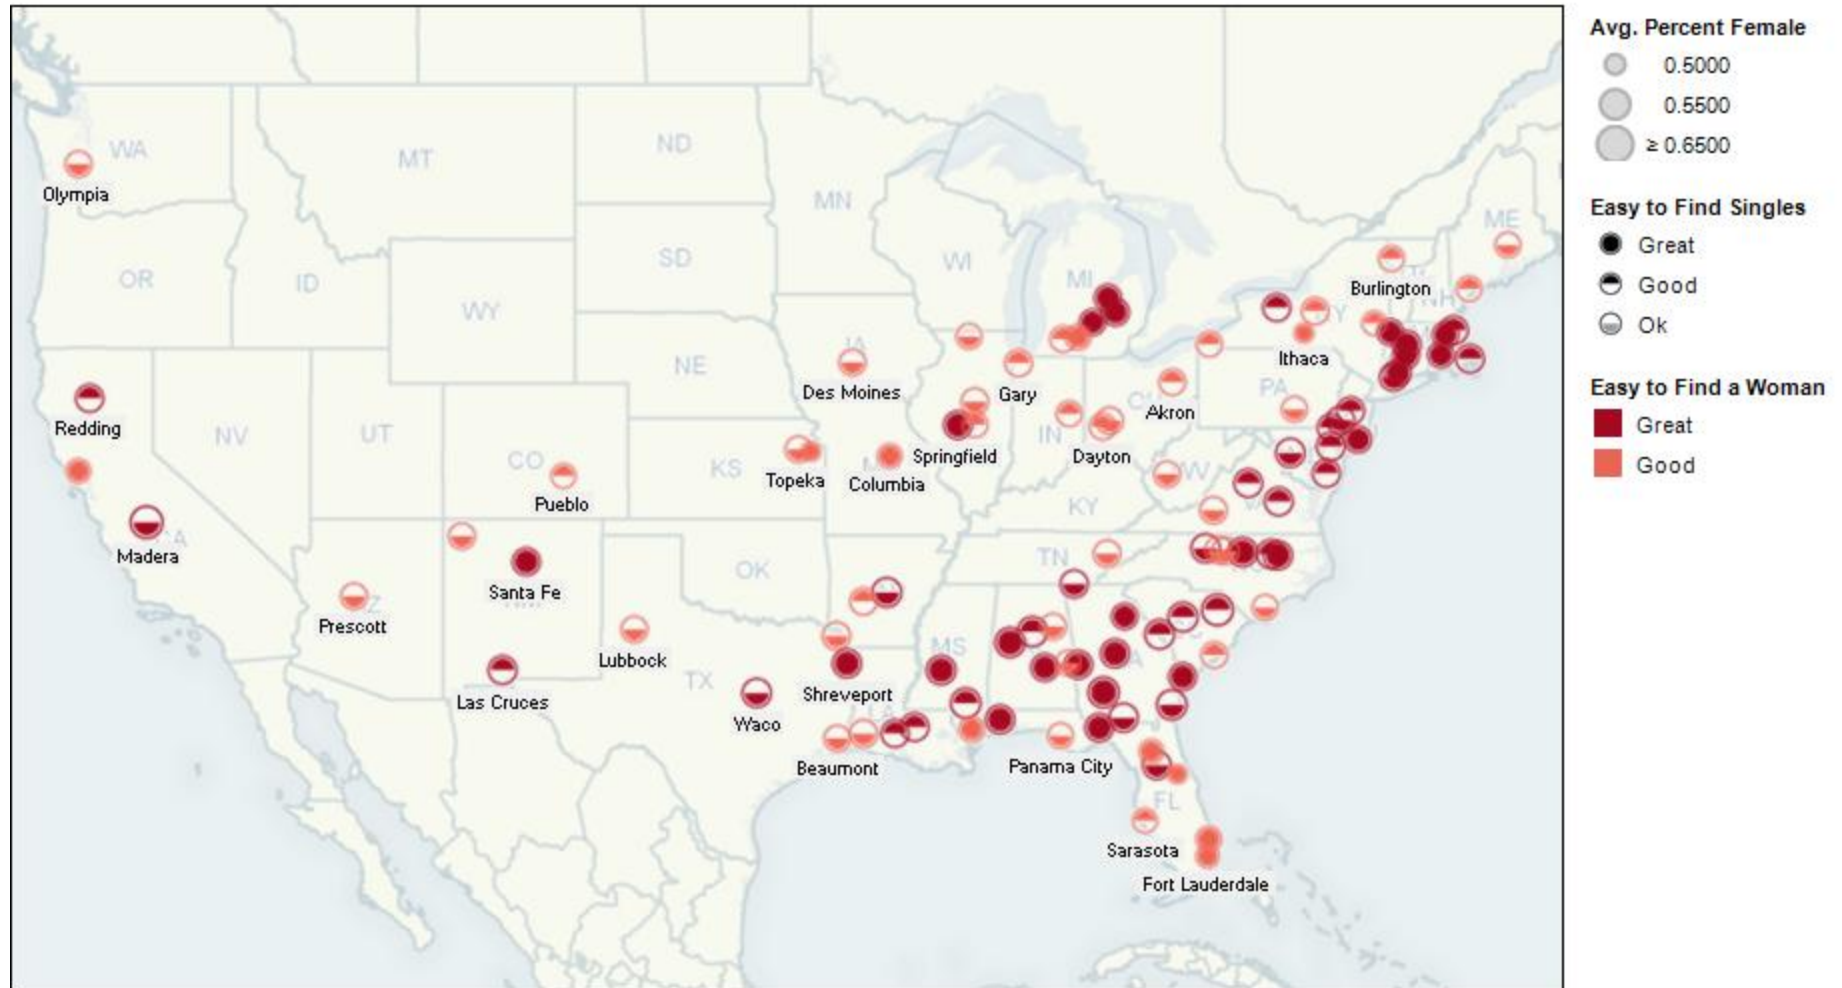 WA
Olympia
MT
ND
MN
OR
ID
SD
WI
MI
ME
Burlington
NH
WY
Ithaca
IA
NE
Des Moines
Gary
PA
Akron
Redding
NV
UT
CO
KS
IN
Topeka
Columbia
Springfield
Dayton
WV
Pueblo
KY
VA
Madera
CA
TN
OK
Santa Fe
Prescott
Lubbock
MS
Las Cruces
TX
Waco
Shreveport
LA
Beaumont
Panama City
FL
Sarasota
Fort Lauderdale
Avg. Percent Female
0.5000
0.5500
≥ 0.6500
Easy to Find Singles
Great
Good
Ok
Easy to Find a Woman
Great
Good